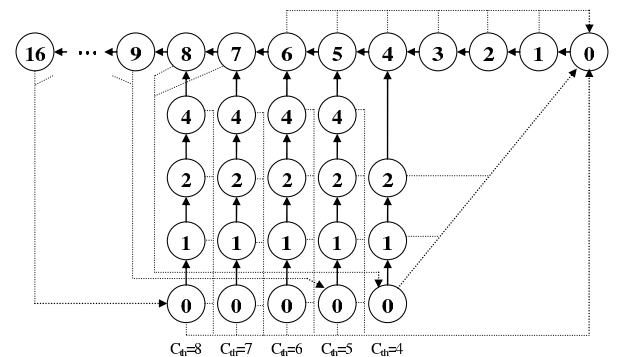 16 ... 9 8 7 6 5 4 3 2 1 0
4 4 4 4
2 2 2 2 2
1 1 1 1 1
0 0 0 0 0
Cth=8 Cth=7 Cth=6 Cth=5 Cth=4